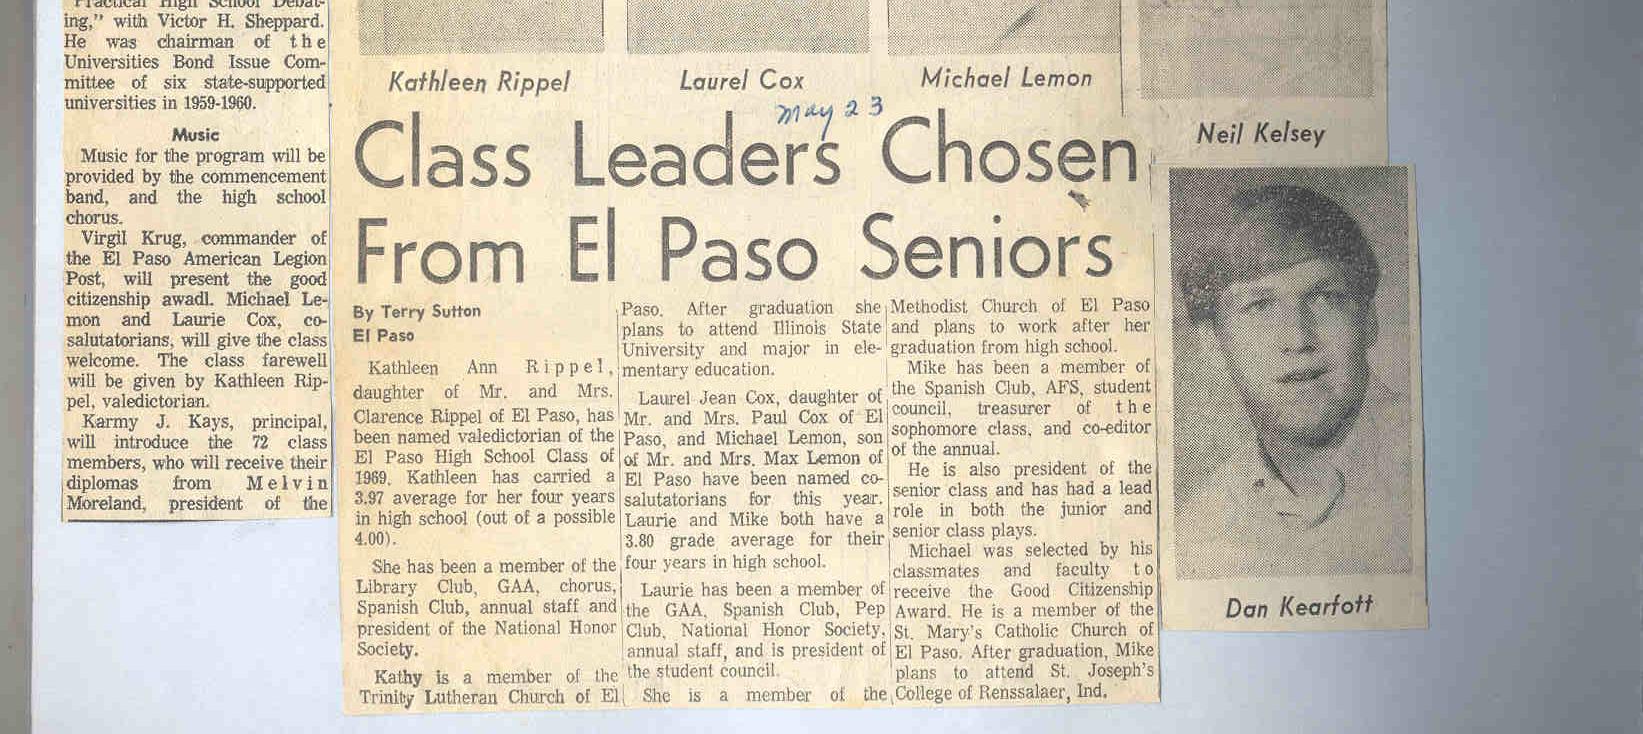 Practical High School Debat-
ing," with Victor H. Sheppard.
He was chairman of the
Universities Bond Issue Com-
mittee of six state-supported
universities in 1959-1960.
Music
Music for the program will be
provided by the commencement
band, and the high school
chorus.
Virgil Krug, commander of
the El Paso American Legion
Post, will present the good
citizenship awadl. Michael Le-
mon and Laurie Cox, co-
salutatorians, will give the class
welcome. The class farewell
will be given by Kathleen Rip-
pel, valedictorian.
Karmy J. Kays, principal,
will introduce the 72 class
members, who will receive their
diplomas from Melvin
Moreland, president of the
Kathleen Rippel
Laurel Cox
Michael Lemon
May 23
Class Leaders Chosen
From El Paso Seniors
By Terry Sutton
El Paso
Kathleen Ann Rippel,
daughter of Mr. and Mrs.
Clarence Rippel of El Paso, has
been named valedictorian of the
El Paso High School Class of
1969. Kathleen has carried a
3.97 average for her four years
in high school (out of a possible
4.00).
She has been a member of the
Library Club, GAA, chorus,
Spanish Club, annual staff and
president of the National Honor
Society.
Kathy is a member of the
Trinity Lutheran Church of El
Paso. After graduation she
plans to attend Illinois State
University and major in ele-
mentary education.
Laurel Jean Cox, daughter of
Mr. and Mrs. Paul Cox of El
Paso, and Michael Lemon, son
of Mr. and Mrs. Max Lemon of
El Paso have been named co-
salutatorians for this year.
Laurie and Mike both have a
3.80 grade average for their
four years in high school.
Laurie has been a member of
the GAA, Spanish Club, Pep
Club, National Honor Society,
annual staff, and is president of
the student council.
She is a member of the
Methodist Church of El Paso
and plans to work after her
graduation from high school.
Mike has been a member of
the Spanish Club, AFS, student
council, treasurer of the
sophomore class, and co-editor
of the annual.
He is also president of the
senior class and has had a lead
role in both the junior and
senior class plays.
Michael was selected by his
classmates and faculty to
receive the Good Citizenship
Award. He is a member of the
St. Mary's Catholic Church of
El Paso. After graduation, Mike
plans to attend St. Joseph's
College of Renssalaer, Ind.
Neil Kelsey
Dan Kearfott